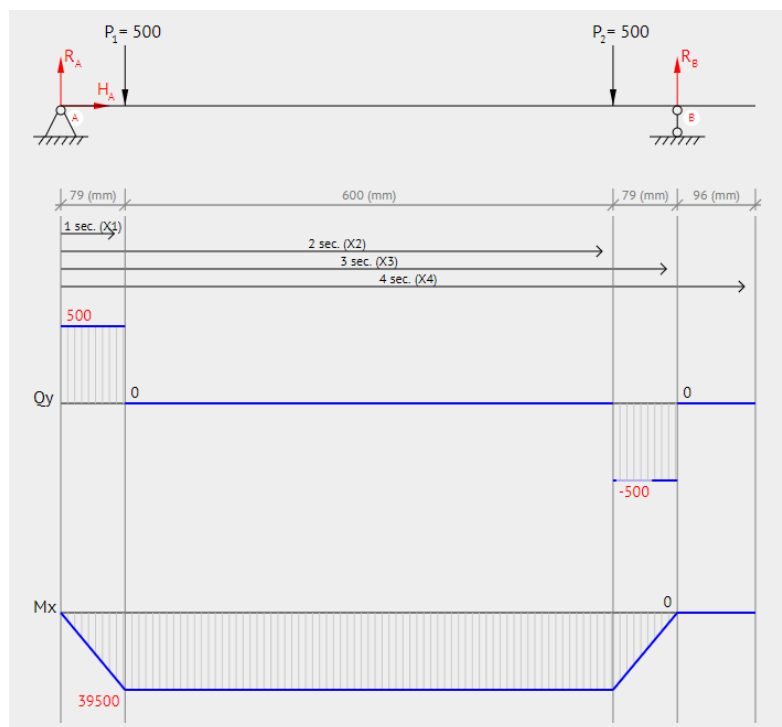 P1 = 500
P2 = 500
RA
HA
A
RB
B
79 (mm)
600 (mm)
79 (mm)
96 (mm)
1 sec. (X1)
2 sec. (X2)
3 sec. (X3)
4 sec. (X4)
500
Qy
0
0
-500
Mx
0
39500